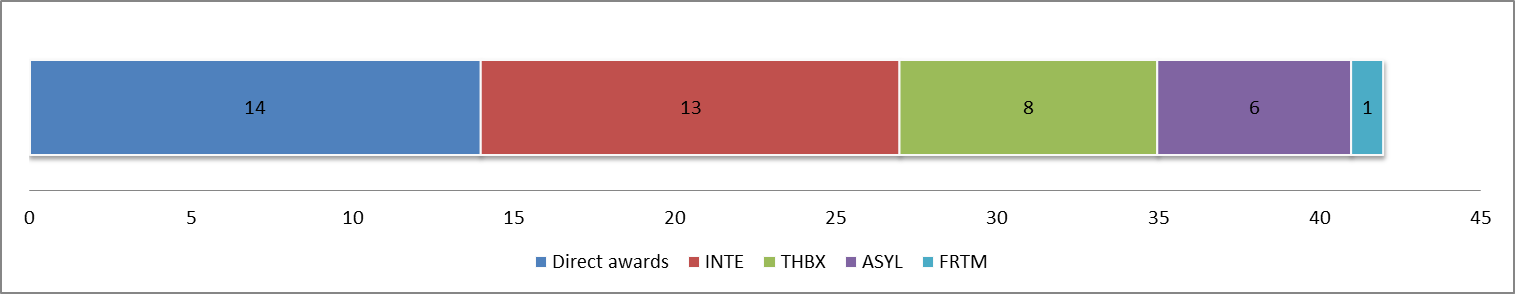 14 13 8 6 1
0 5 10 15 20 25 30 35 40 45
Direct awards INTE THBX ASYL FRTM